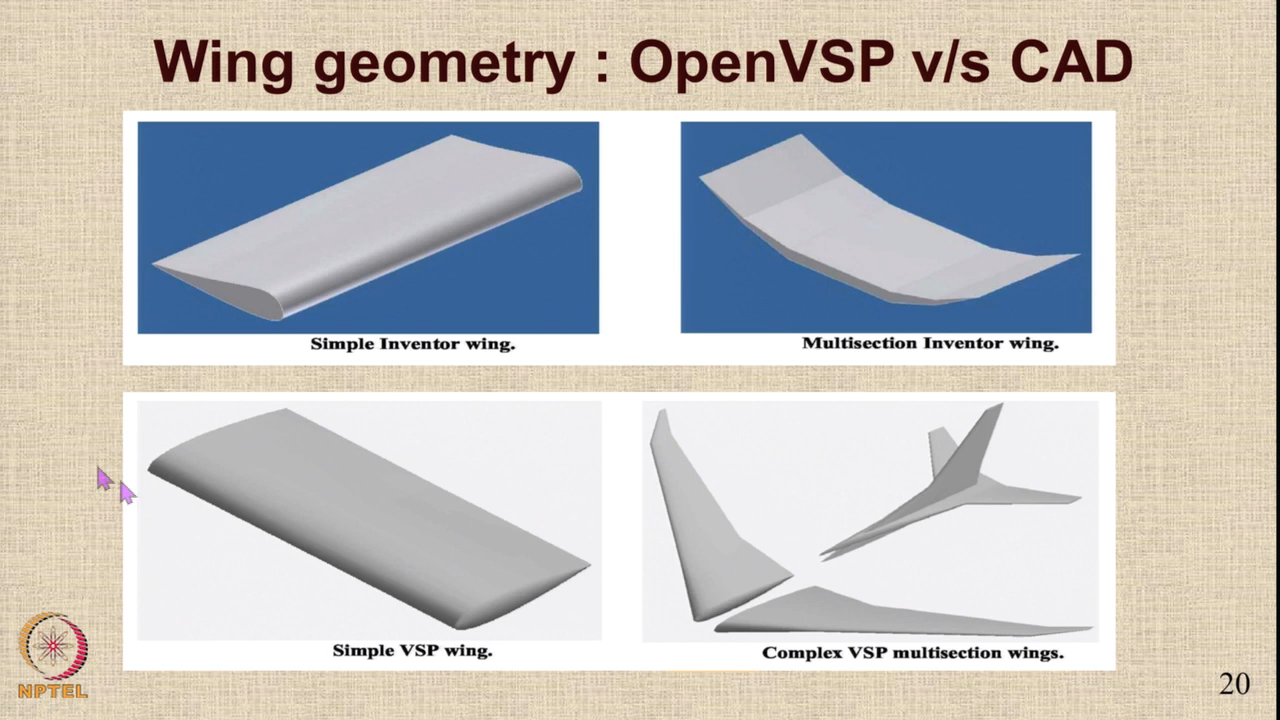 Wing geometry : OpenVSP v/s CAD
Simple Inventor wing.
Multisection Inventor wing.
Simple VSP wing.
Complex VSP multisection wings.
NPTEL
20